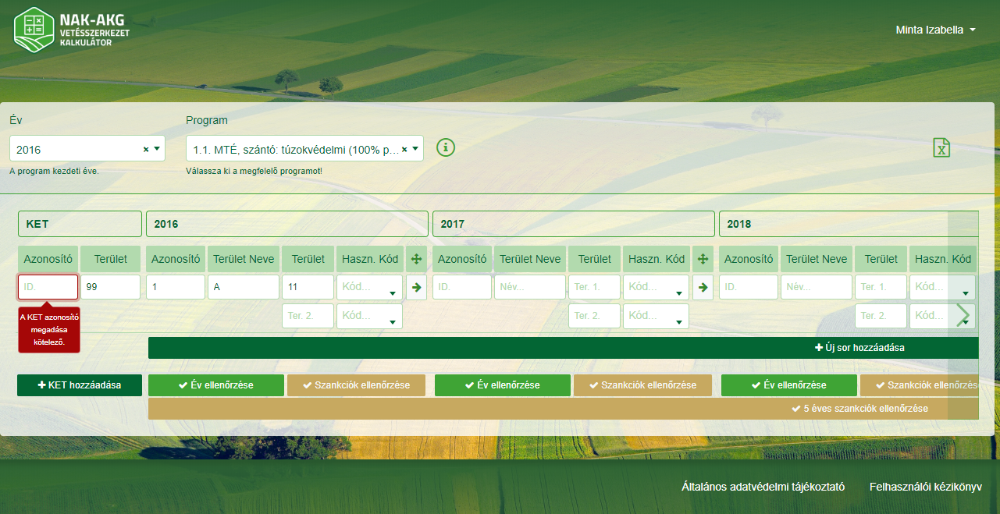 NAK-AKG
VETÉSSZERKEZET
KALKULÁTOR
Minta Izabella
Év
Program
2016 ×
1.1. MTÉ, szántó: túzokvédelmi (100% p... ×
A program kezdeti éve.
Válassza ki a megfelelő programot!
KET
2016
2017
2018
Azonosító Terület Azonosító Terület Neve Terület Haszn. Kód Azonosító Terület Neve Terület Haszn. Kód Azonosító Terület Neve Terület Haszn. Kód
ID. 99 1 A 11 Kód... ID. Név... Ter. 1. Kód... ID. Név... Ter. 1. Kód...
Ter. 2. Kód... Ter. 2. Kód... Ter. 2. Kód...
A KET azonosító
megadása
kötelező.
Új sor hozzáadása
KET hozzáadása
Év ellenőrzése Szankciók ellenőrzése Év ellenőrzése Szankciók ellenőrzése Év ellenőrzése Szankciók ellenőrzés
5 éves szankciók ellenőrzése
Általános adatvédelmi tájékoztató
Felhasználói kézikönyv